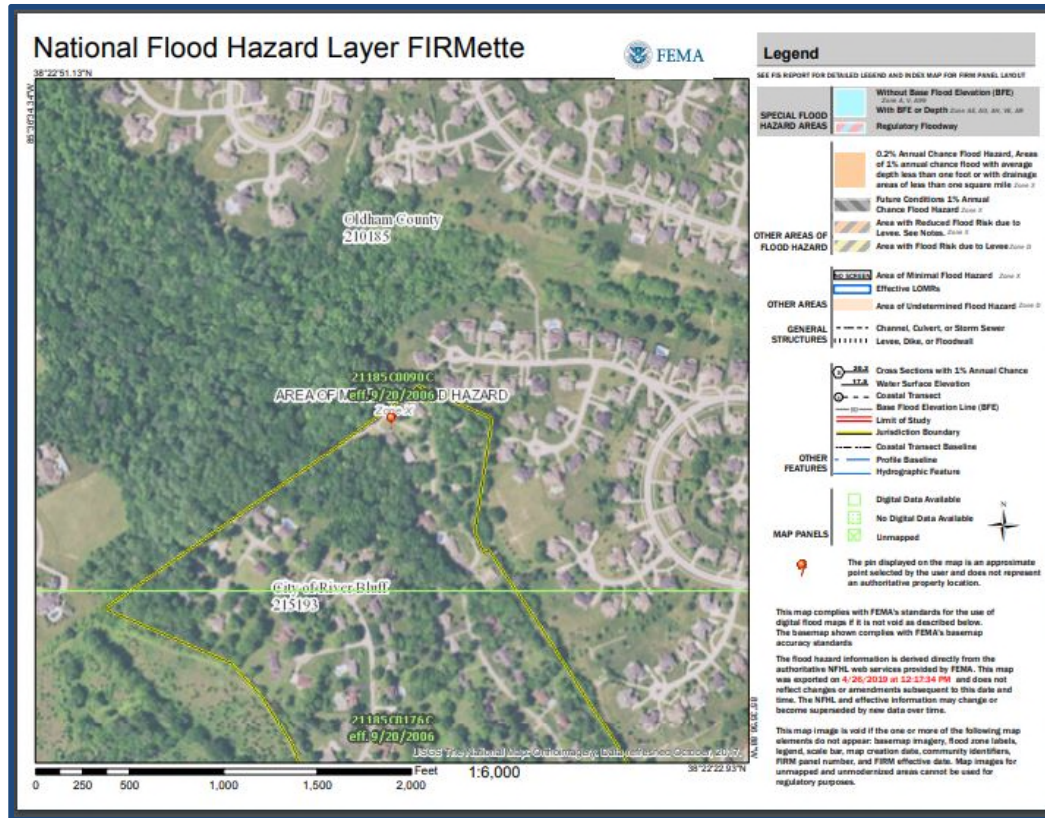 National Flood Hazard Layer FIRMette
FEMA
38°22'51.13"N
Oldham County
210185
21185C0090C
eff. 9/20/2006
Zone X
City of River Bluff
215193
21185C0176C
eff. 9/20/2006
USGS The National Map: Orthoimagery. Data refreshed October, 2017.
38°22'22.93"N
Feet
1:6,000
0
250
500
1,000
1,500
2,000
Legend
SEE FIS REPORT FOR DETAILED LEGEND AND INDEX MAP FOR FIRM PANEL LAYOUT
SPECIAL FLOOD
HAZARD AREAS
Without Base Flood Elevation (BFE)
Zone A, V, A99
With BFE or Depth Zone AE, AO, AH, VE, AR
Regulatory Floodway
OTHER AREAS OF
FLOOD HAZARD
0.2% Annual Chance Flood Hazard, Areas
of 1% annual chance flood with average
depth less than one foot or with drainage
areas of less than one square mile Zone X
Future Conditions 1% Annual
Chance Flood Hazard Zone X
Area with Reduced Flood Risk due to
Levee. See Notes. Zone X
Area with Flood Risk due to Levee Zone D
OTHER AREAS
NO SCREEN Area of Minimal Flood Hazard Zone X
Effective LOMRs
Area of Undetermined Flood Hazard Zone D
GENERAL
STRUCTURES
Channel, Culvert, or Storm Sewer
Levee, Dike, or Floodwall
OTHER
FEATURES
20.2 Cross Sections with 1% Annual Chance
17.5 Water Surface Elevation
Coastal Transect
Base Flood Elevation Line (BFE)
Limit of Study
Jurisdiction Boundary
Coastal Transect Baseline
Profile Baseline
Hydrographic Feature
MAP PANELS
Digital Data Available
No Digital Data Available
Unmapped
N
The pin displayed on the map is an approximate
point selected by the user and does not represent
an authoritative property location.
This map complies with FEMA's standards for the use of
digital flood maps if it is not void as described below.
The basemap shown complies with FEMA's basemap
accuracy standards
The flood hazard information is derived directly from the
authoritative NFHL web services provided by FEMA. This map
was exported on 4/26/2019 at 12:17:34 PM and does not
reflect changes or amendments subsequent to this date and
time. The NFHL and effective information may change or
become superseded by new data over time.
This map image is void if the one or more of the following map
elements do not appear: basemap imagery, flood zone labels,
legend, scale bar, map creation date, community identifiers,
FIRM panel number, and FIRM effective date. Map images for
unmapped and unmodernized areas cannot be used for
regulatory purposes.